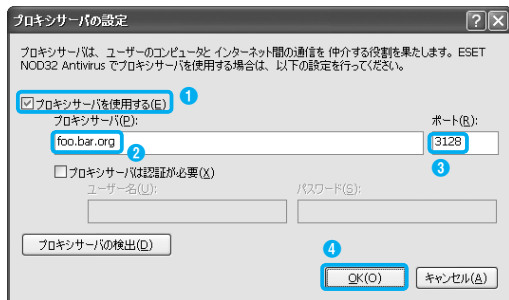 プロキシサーバの設定
プロキシサーバは、ユーザーのコンピュータと インターネット間の通信を 仲介する役割を果たします。ESET
NOD32 Antivirus でプロキシサーバを使用する場合は、以下の設定を行ってください。
プロキシサーバを使用する(E) 1
プロキシサーバ(P): ポート(R):
foo.bar.org 3128
2 3
プロキシサーバは認証が必要(X)
ユーザー名(U): パスワード(S):
プロキシサーバの検出(D) 4
OK(O) キャンセル(A)